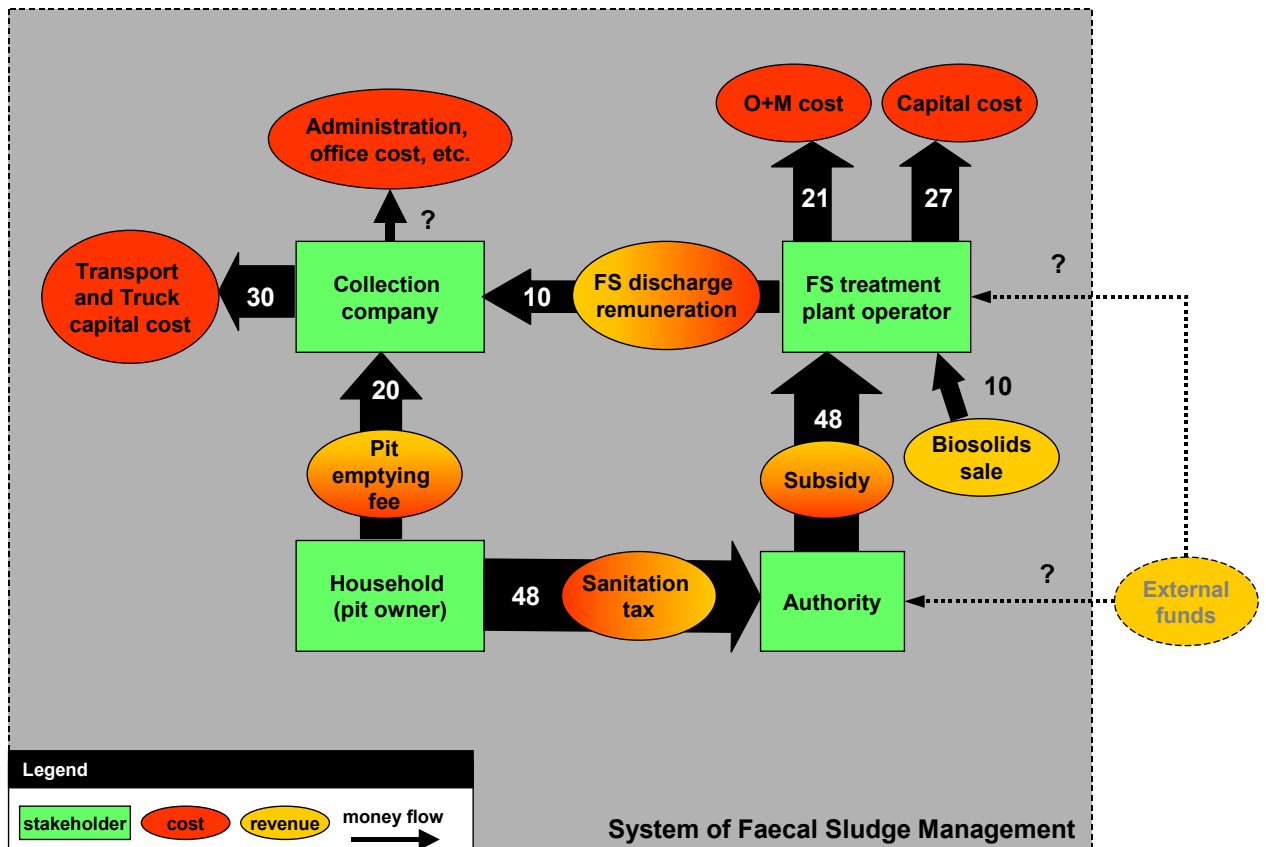 O+M cost
Capital cost
Administration,
office cost, etc.
21
27
?
Transport
and Truck
capital cost
30
Collection
company
10
FS discharge
remuneration
FS treatment
plant operator
?
20
48
10
Pit
emptying
fee
Subsidy
Biosolids
sale
Household
(pit owner)
48
Sanitation
tax
Authority
?
External
funds
Legend
stakeholder
cost
revenue
money flow
System of Faecal Sludge Management